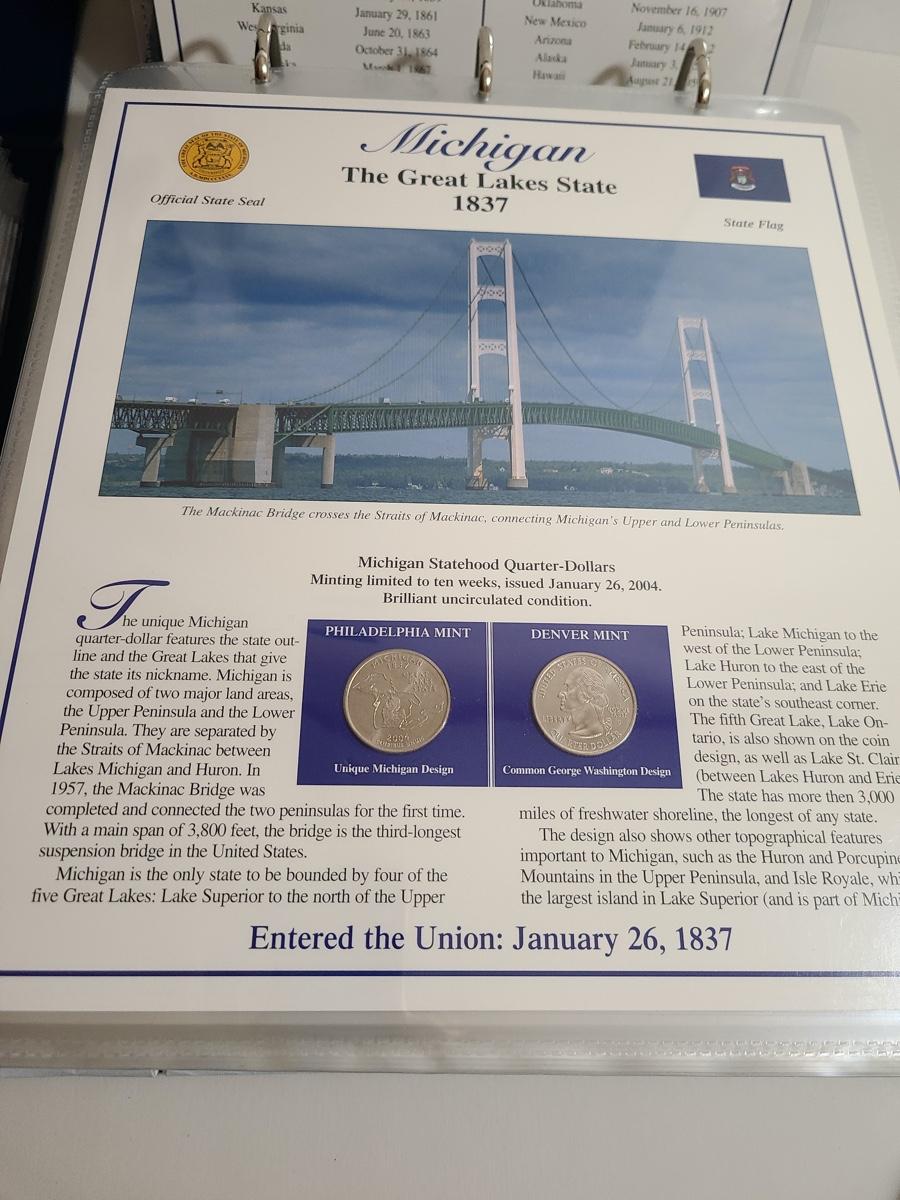 Kansas
January 29, 1861
June 20, 1863
October 31, 1864
Oklahoma
November 16, 1907
New Mexico
January 6, 1912
Arizona
February 14,
Alaska
January 3,
Hawaii
August 21,
Michigan
The Great Lakes State
1837
Official State Seal
State Flag
The Mackinac Bridge crosses the Straits of Mackinac, connecting Michigan's Upper and Lower Peninsulas.
Michigan Statehood Quarter-Dollars
Minting limited to ten weeks, issued January 26, 2004.
Brilliant uncirculated condition.
The unique Michigan
quarter-dollar features the state out-
line and the Great Lakes that give
the state its nickname. Michigan is
composed of two major land areas,
the Upper Peninsula and the Lower
Peninsula. They are separated by
the Straits of Mackinac between
Lakes Michigan and Huron. In
1957, the Mackinac Bridge was
completed and connected the two peninsulas for the first time.
With a main span of 3,800 feet, the bridge is the third-longest
suspension bridge in the United States.
Michigan is the only state to be bounded by four of the
five Great Lakes: Lake Superior to the north of the Upper
PHILADELPHIA MINT
MICHIGAN
1837
Unique Michigan Design
DENVER MINT
LIBERTY
QUARTER DOLLAR
Common George Washington Design
Peninsula; Lake Michigan to the
west of the Lower Peninsula;
Lake Huron to the east of the
Lower Peninsula; and Lake Erie
on the state's southeast corner.
The fifth Great Lake, Lake On-
tario, is also shown on the coin
design, as well as Lake St. Clair
(between Lakes Huron and Erie
The state has more then 3,000
miles of freshwater shoreline, the longest of any state.
The design also shows other topographical features
important to Michigan, such as the Huron and Porcupine
Mountains in the Upper Peninsula, and Isle Royale, whi
the largest island in Lake Superior (and is part of Michi
Entered the Union: January 26, 1837